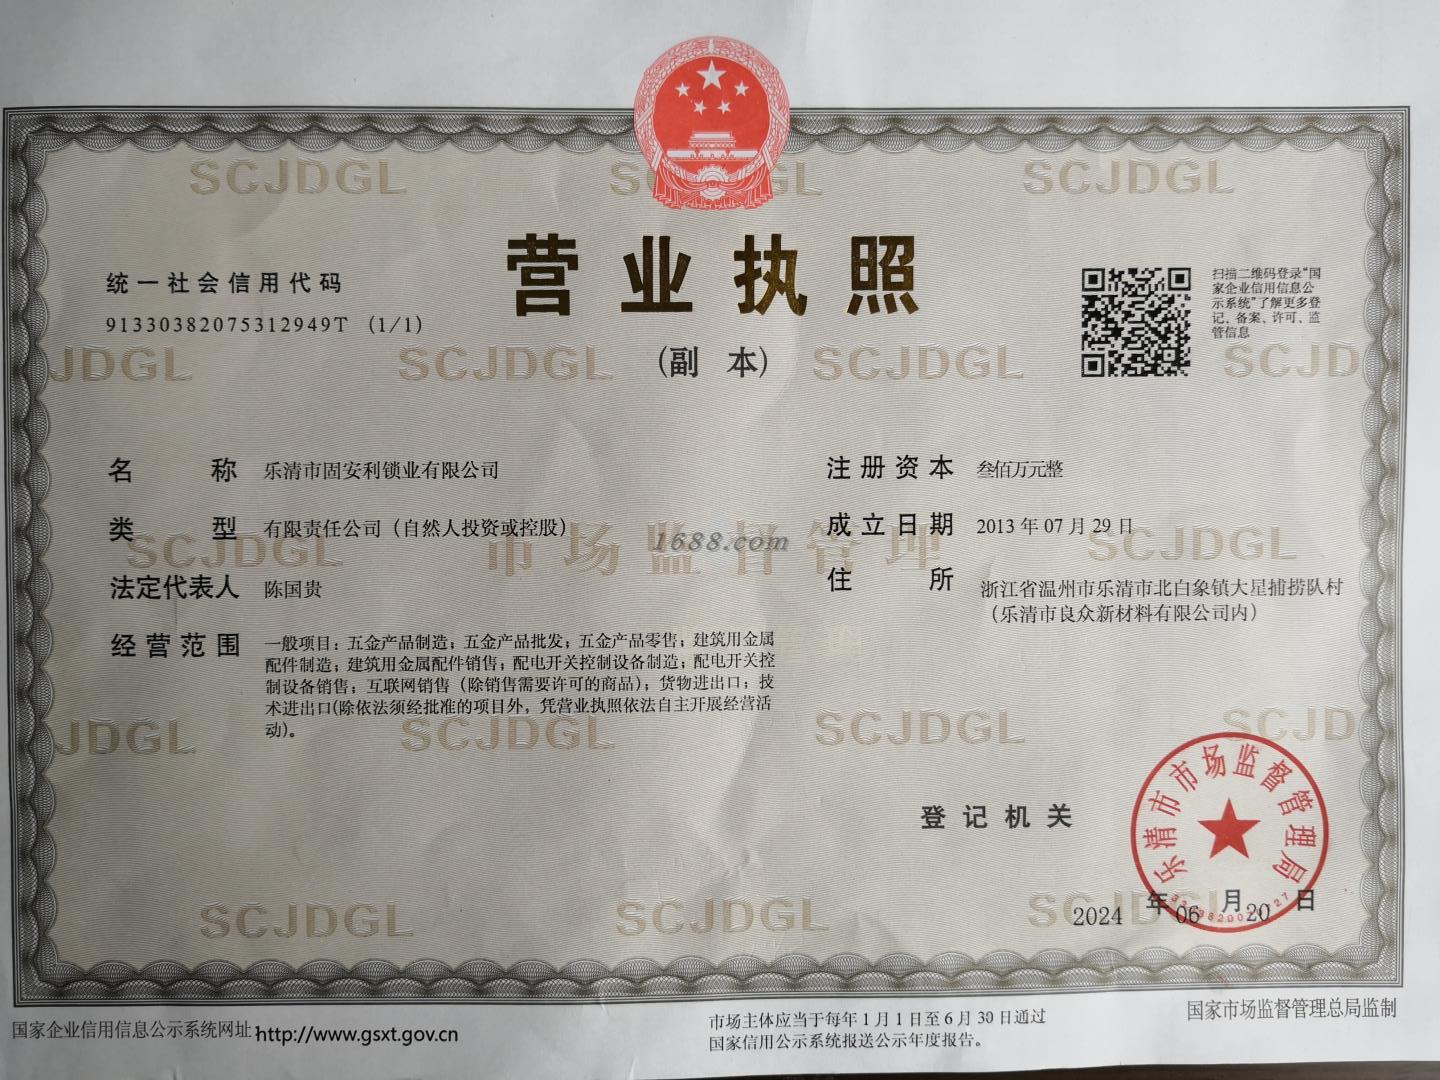 营业执照
(副 本)
统一社会信用代码
91330382075312949T (1/1)
扫描二维码登录“国
家企业信用信息公
示系统”了解更多登
记、备案、许可、监
管信息
名 称 乐清市固安利锁业有限公司
类 型 有限责任公司（自然人投资或控股）
法定代表人 陈国贵
经营范围 一般项目：五金产品制造；五金产品批发；五金产品零售；建筑用金属
配件制造；建筑用金属配件销售；配电开关控制设备制造；配电开关控
制设备销售；互联网销售（除销售需要许可的商品）；货物进出口；技
术进出口(除依法须经批准的项目外，凭营业执照依法自主开展经营活
动)。
注册资本 叁佰万元整
成立日期 2013年07月29日
住 所 浙江省温州市乐清市北白象镇大星捕捞队村
（乐清市良众新材料有限公司内）
SCJDGL
市场监督管理
1688.com
登记机关
乐清市市场监督管理局
2024年06月20日
国家企业信用信息公示系统网址:http://www.gsxt.gov.cn
市场主体应当于每年1月1日至6月30日通过
国家信用公示系统报送公示年度报告。
国家市场监督管理总局监制